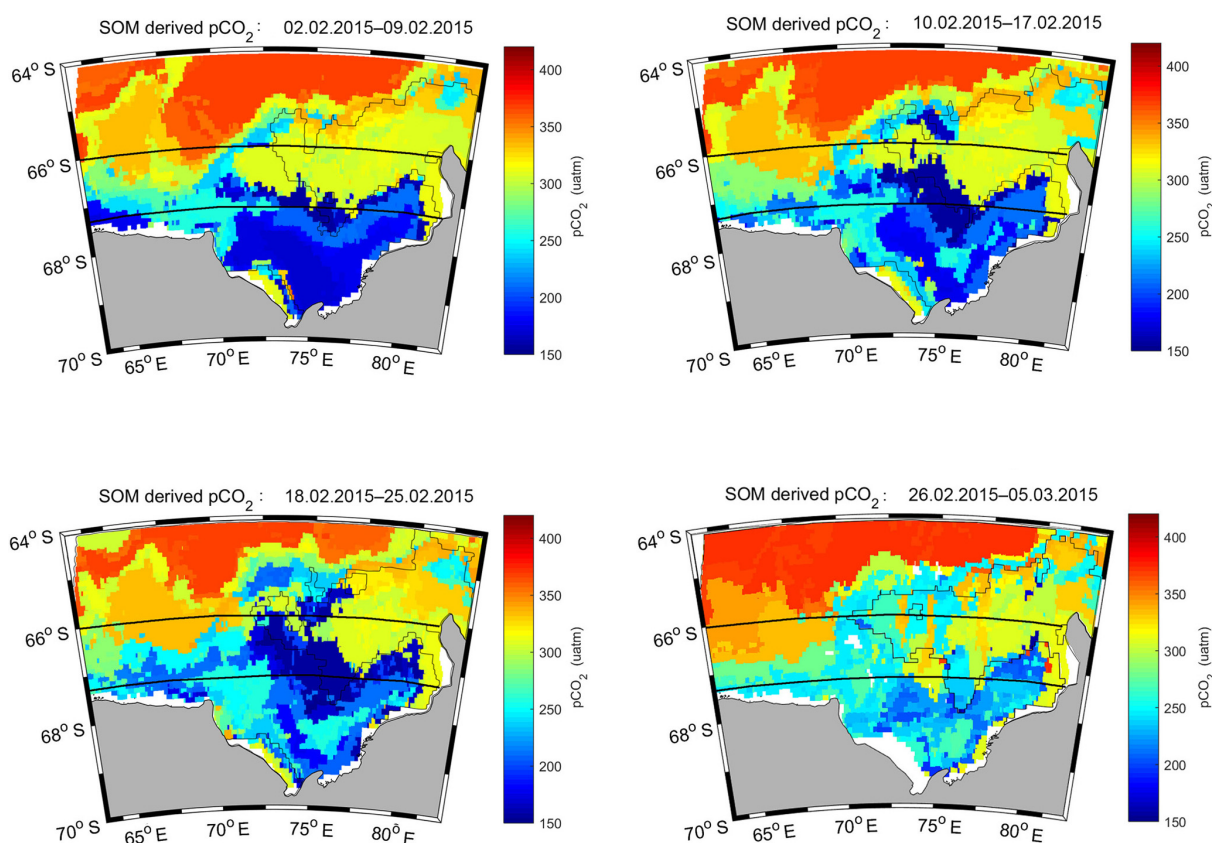 SOM derived pCO2 : 02.02.2015–09.02.2015
64° S
66° S
68° S
70° S
65° E
70° E
75° E
80° E
400
350
300
250
200
150
pCO2 (uatm)
SOM derived pCO2 : 10.02.2015–17.02.2015
64° S
66° S
68° S
70° S
65° E
70° E
75° E
80° E
400
350
300
250
200
150
pCO2 (uatm)
SOM derived pCO2 : 18.02.2015–25.02.2015
64° S
66° S
68° S
70° S
65° E
70° E
75° E
80° E
400
350
300
250
200
150
pCO2 (uatm)
SOM derived pCO2 : 26.02.2015–05.03.2015
64° S
66° S
68° S
70° S
65° E
70° E
75° E
80° E
400
350
300
250
200
150
pCO2 (uatm)